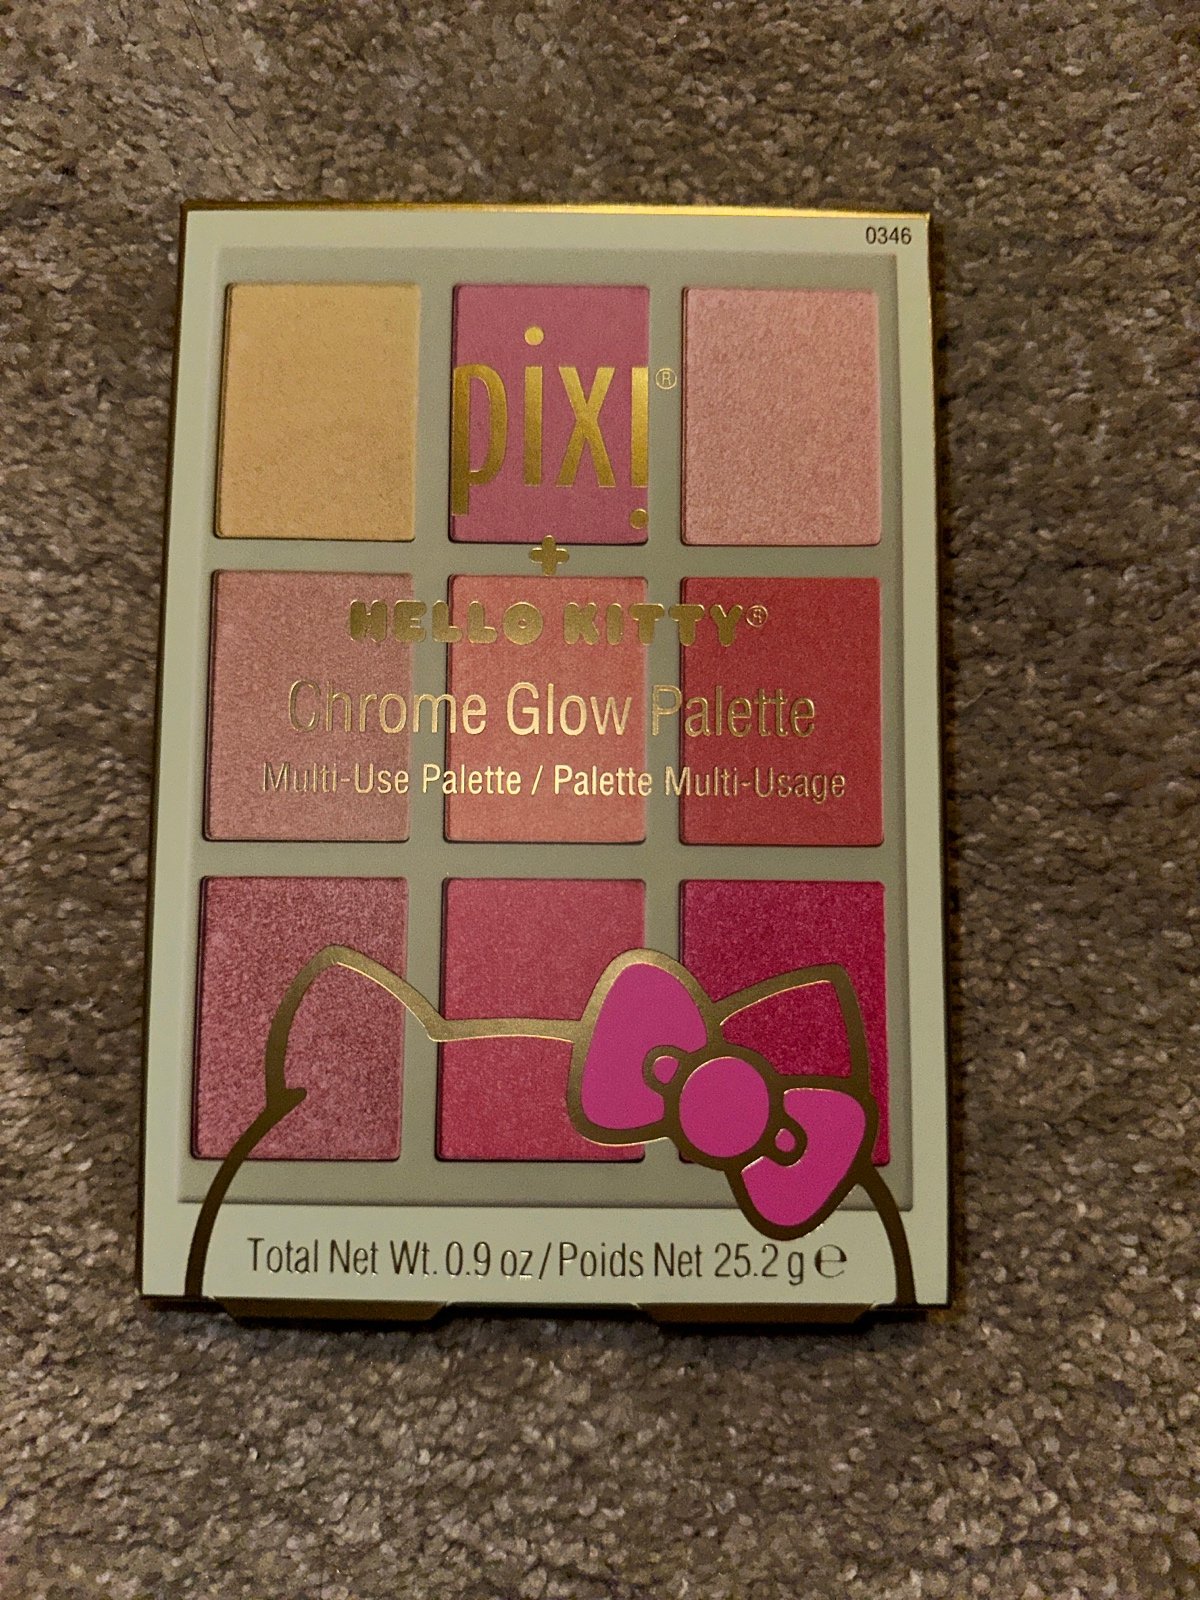 0346
pixi®
+
HELLO KITTY®
Chrome Glow Palette
Multi-Use Palette / Palette Multi-Usage
Total Net Wt. 0.9 oz/Poids Net 25.2 g ℮